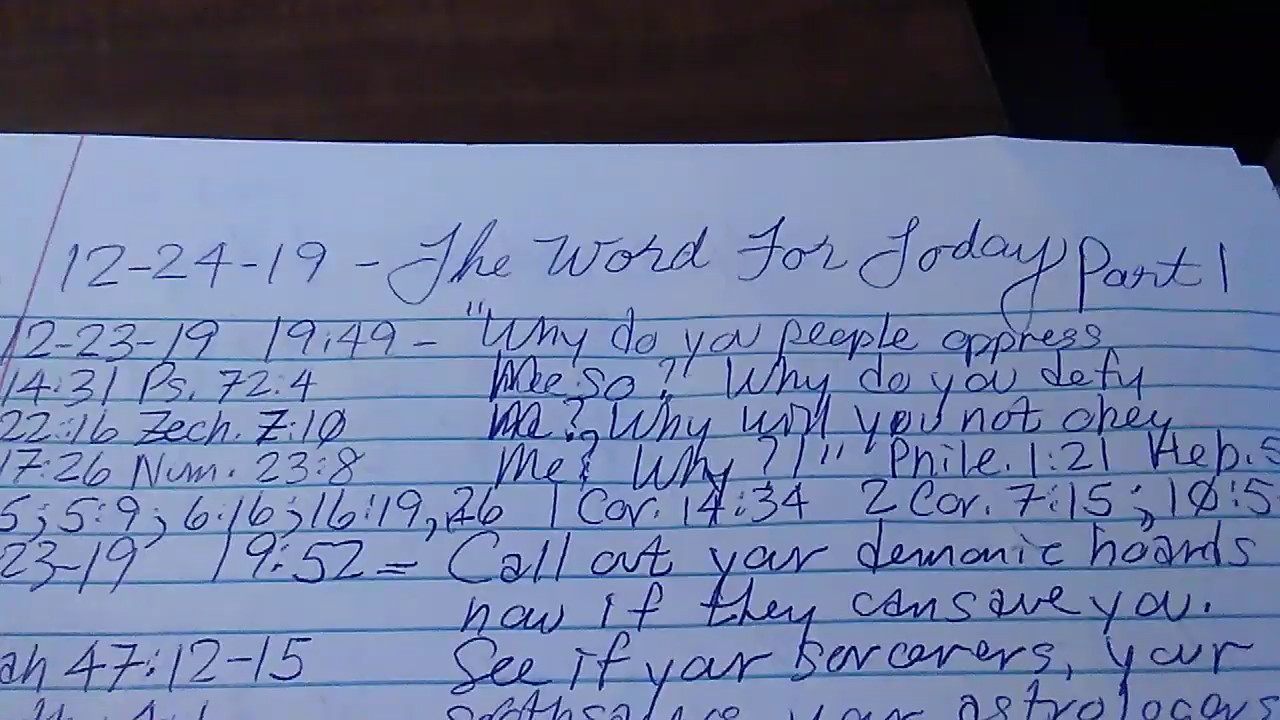 12-24-19 - The Word For Today Part 1
2-23-19 19:49 - "Why do you people oppress
14:31 Ps. 72:4 Me so?" Why do you defy
22:16 Zech. 7:10 Me? Why will you not obey
17:26 Num. 23:8 Me? Why?!" Phile. 1:21 Heb. 5
5; 5:9; 6:16; 16:19, 26 1 Cor. 14:34 2 Cor. 7:15; 10:5
23-19 19:52 = Call out your demonic hoards
now if they can save you.
ah 47:12-15 See if your sorcerers, your
your astrologers